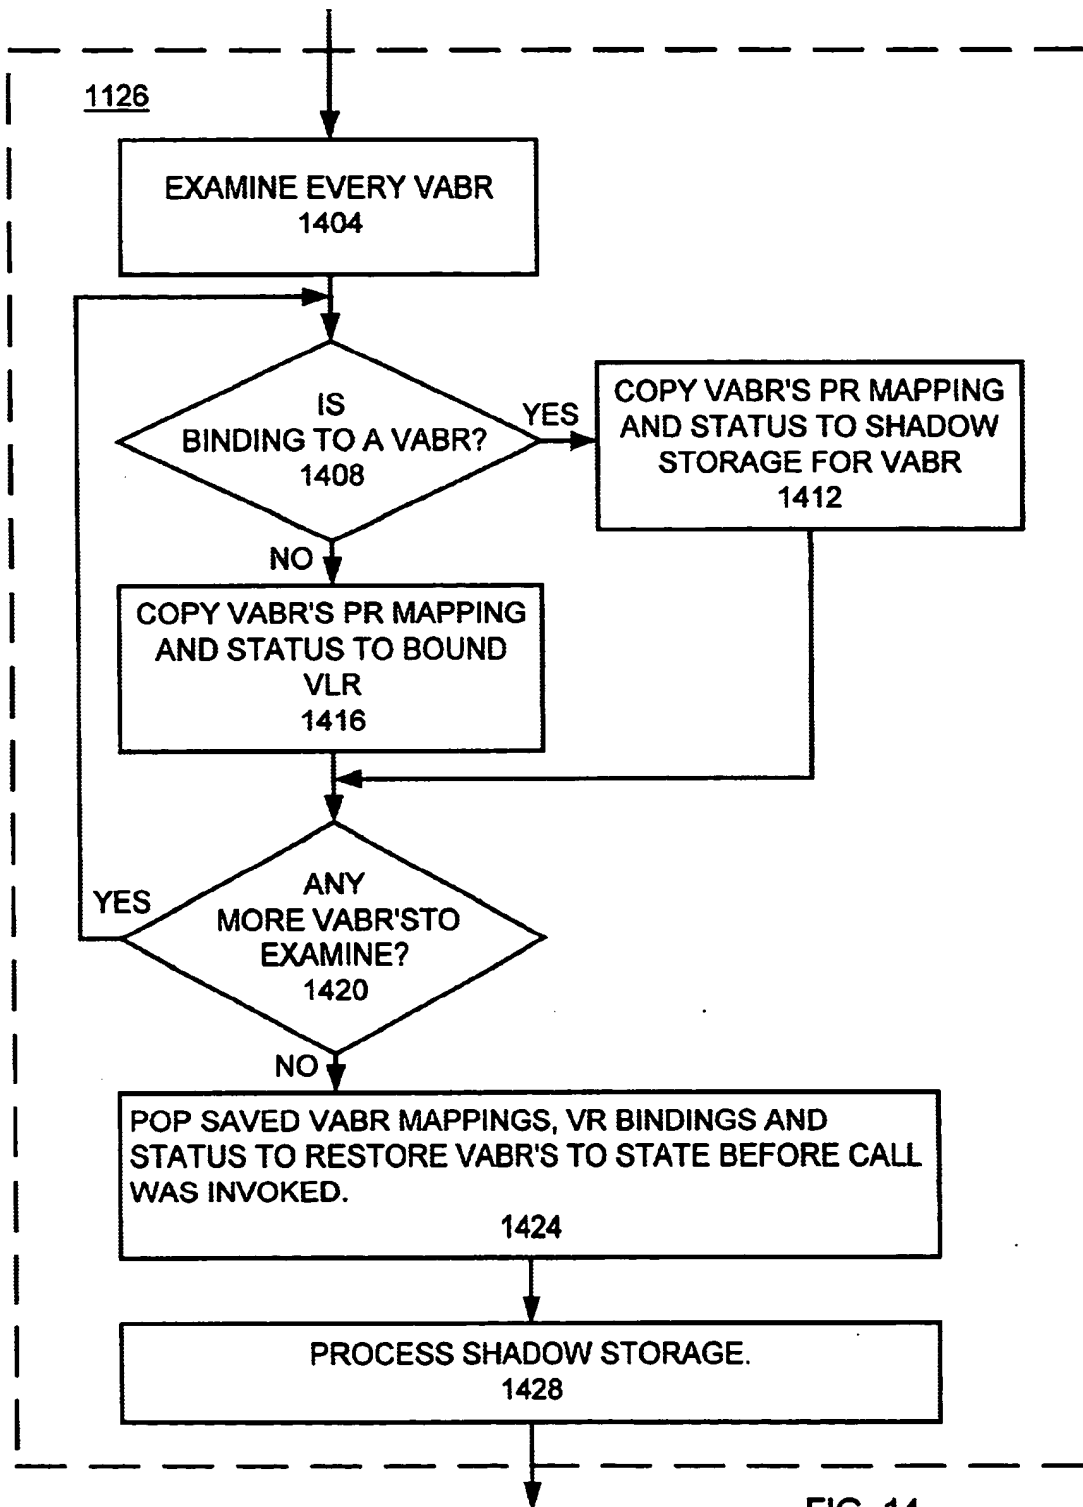 1126
EXAMINE EVERY VABR
1404
IS
BINDING TO A VABR?
1408
YES
COPY VABR'S PR MAPPING
AND STATUS TO SHADOW
STORAGE FOR VABR
1412
NO
COPY VABR'S PR MAPPING
AND STATUS TO BOUND
VLR
1416
YES
ANY
MORE VABR'STO
EXAMINE?
1420
NO
POP SAVED VABR MAPPINGS, VR BINDINGS AND
STATUS TO RESTORE VABR'S TO STATE BEFORE CALL
WAS INVOKED.
1424
PROCESS SHADOW STORAGE.
1428
FIG. 14